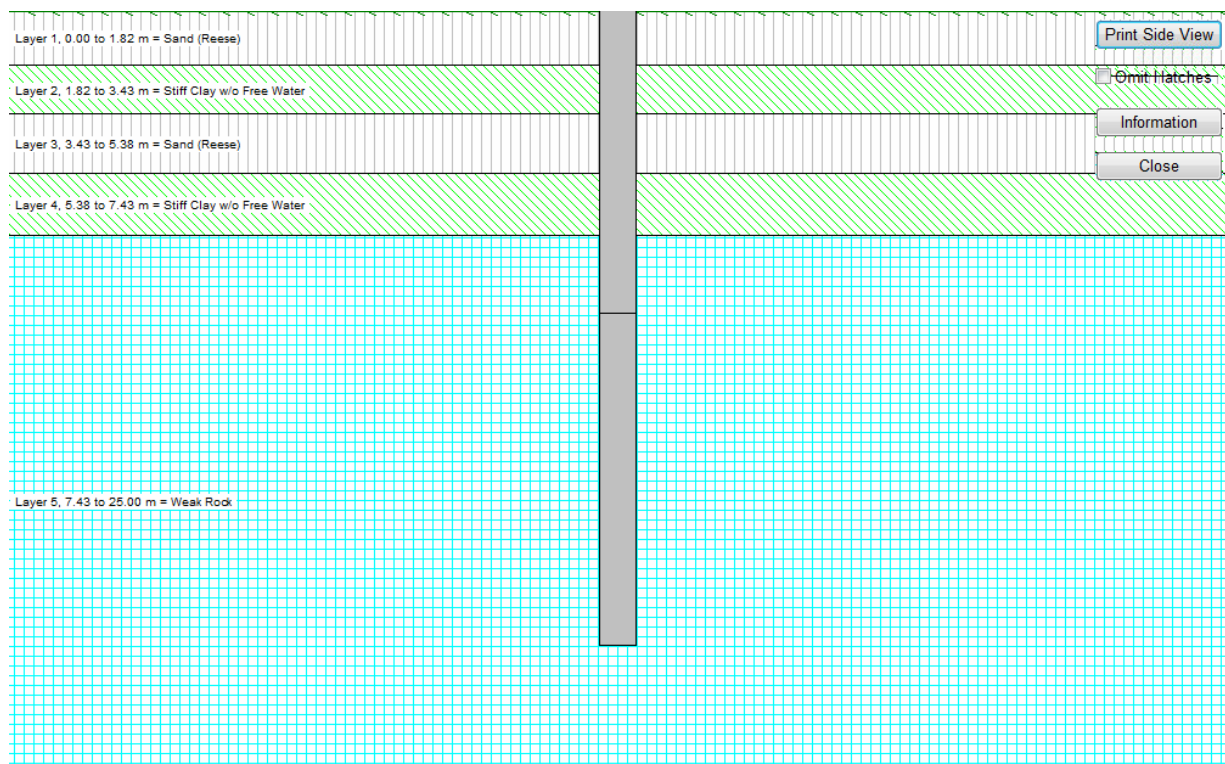 Layer 1, 0.00 to 1.82 m = Sand (Reese)
Print Side View
Omit Hatches
Layer 2, 1.82 to 3.43 m = Stiff Clay w/o Free Water
Information
Layer 3, 3.43 to 5.38 m = Sand (Reese)
Close
Layer 4, 5.38 to 7.43 m = Stiff Clay w/o Free Water
Layer 5, 7.43 to 25.00 m = Weak Rock